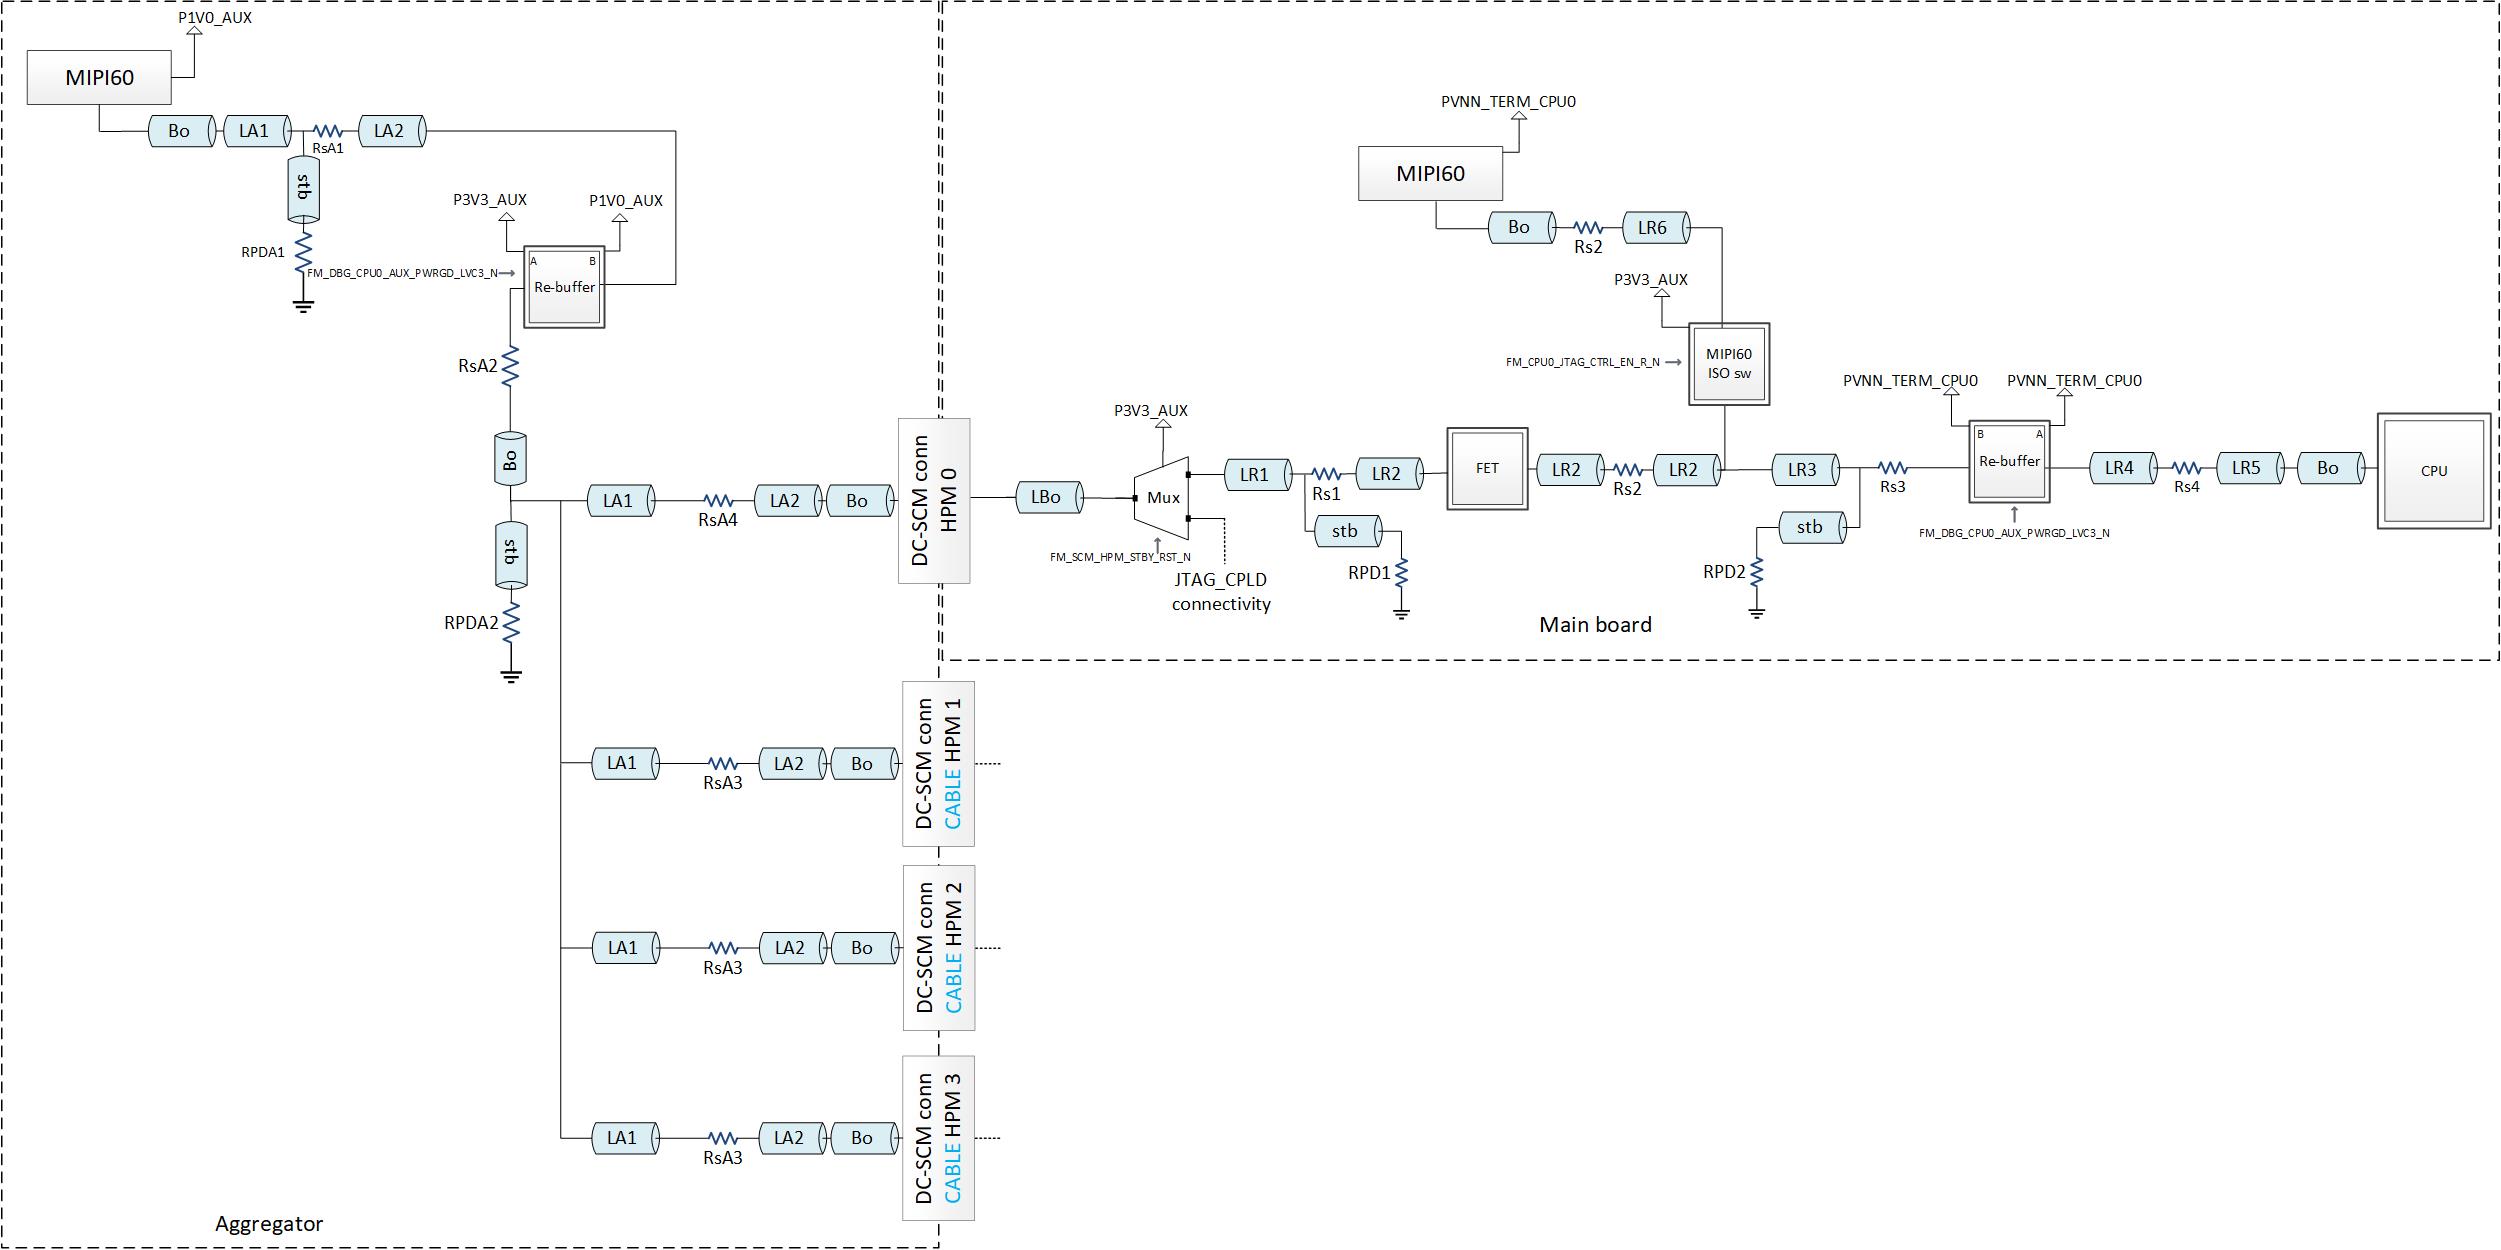 P1V0_AUX
MIPI60
Bo
LA1
RsA1
LA2
stb
RPDA1
P3V3_AUX
P1V0_AUX
FM_DBG_CPU0_AUX_PWRGD_LVC3_N
A
B
Re-buffer
RsA2
Bo
stb
RPDA2
LA1
RsA4
LA2
Bo
DC-SCM conn
HPM 0
LA1
RsA3
LA2
Bo
DC-SCM conn
CABLE HPM 1
LA1
RsA3
LA2
Bo
DC-SCM conn
CABLE HPM 2
LA1
RsA3
LA2
Bo
DC-SCM conn
CABLE HPM 3
Aggregator
LBo
P3V3_AUX
Mux
FM_SCM_HPM_STBY_RST_N
JTAG_CPLD
connectivity
LR1
Rs1
LR2
stb
RPD1
FET
LR2
Rs2
LR2
PVNN_TERM_CPU0
MIPI60
Bo
Rs2
LR6
P3V3_AUX
FM_CPU0_JTAG_CTRL_EN_R_N
MIPI60
ISO sw
LR3
stb
RPD2
Rs3
PVNN_TERM_CPU0
PVNN_TERM_CPU0
B
A
Re-buffer
FM_DBG_CPU0_AUX_PWRGD_LVC3_N
LR4
Rs4
LR5
Bo
CPU
Main board